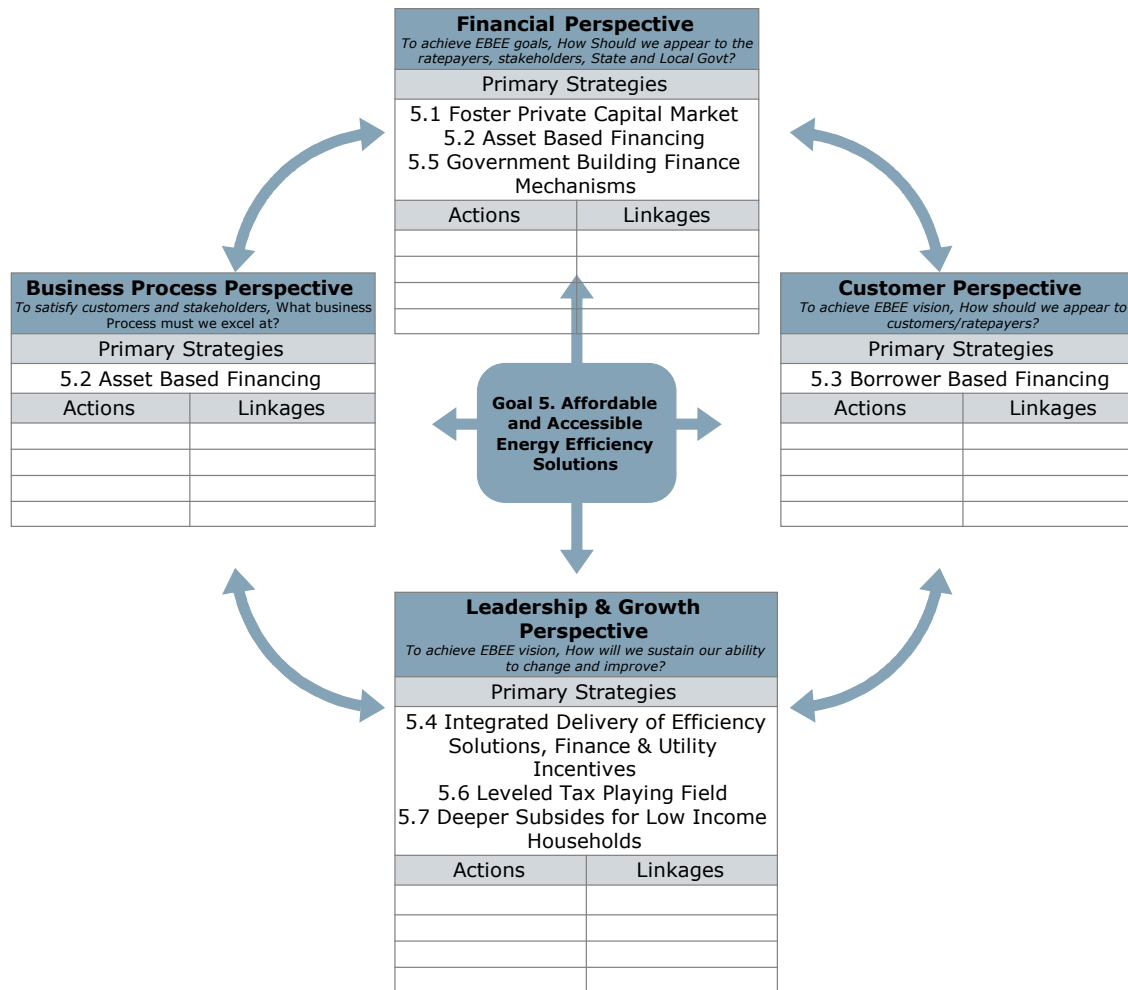 Financial Perspective
To achieve EBEE goals, How Should we appear to the
ratepayers, stakeholders, State and Local Govt?
Primary Strategies
5.1 Foster Private Capital Market
5.2 Asset Based Financing
5.5 Government Building Finance
Mechanisms
Actions Linkages
Business Process Perspective
To satisfy customers and stakeholders, What business
Process must we excel at?
Primary Strategies
5.2 Asset Based Financing
Actions Linkages
Goal 5. Affordable
and Accessible
Energy Efficiency
Solutions
Customer Perspective
To achieve EBEE vision, How should we appear to
customers/ratepayers?
Primary Strategies
5.3 Borrower Based Financing
Actions Linkages
Leadership & Growth
Perspective
To achieve EBEE vision, How will we sustain our ability
to change and improve?
Primary Strategies
5.4 Integrated Delivery of Efficiency
Solutions, Finance & Utility
Incentives
5.6 Leveled Tax Playing Field
5.7 Deeper Subsides for Low Income
Households
Actions Linkages